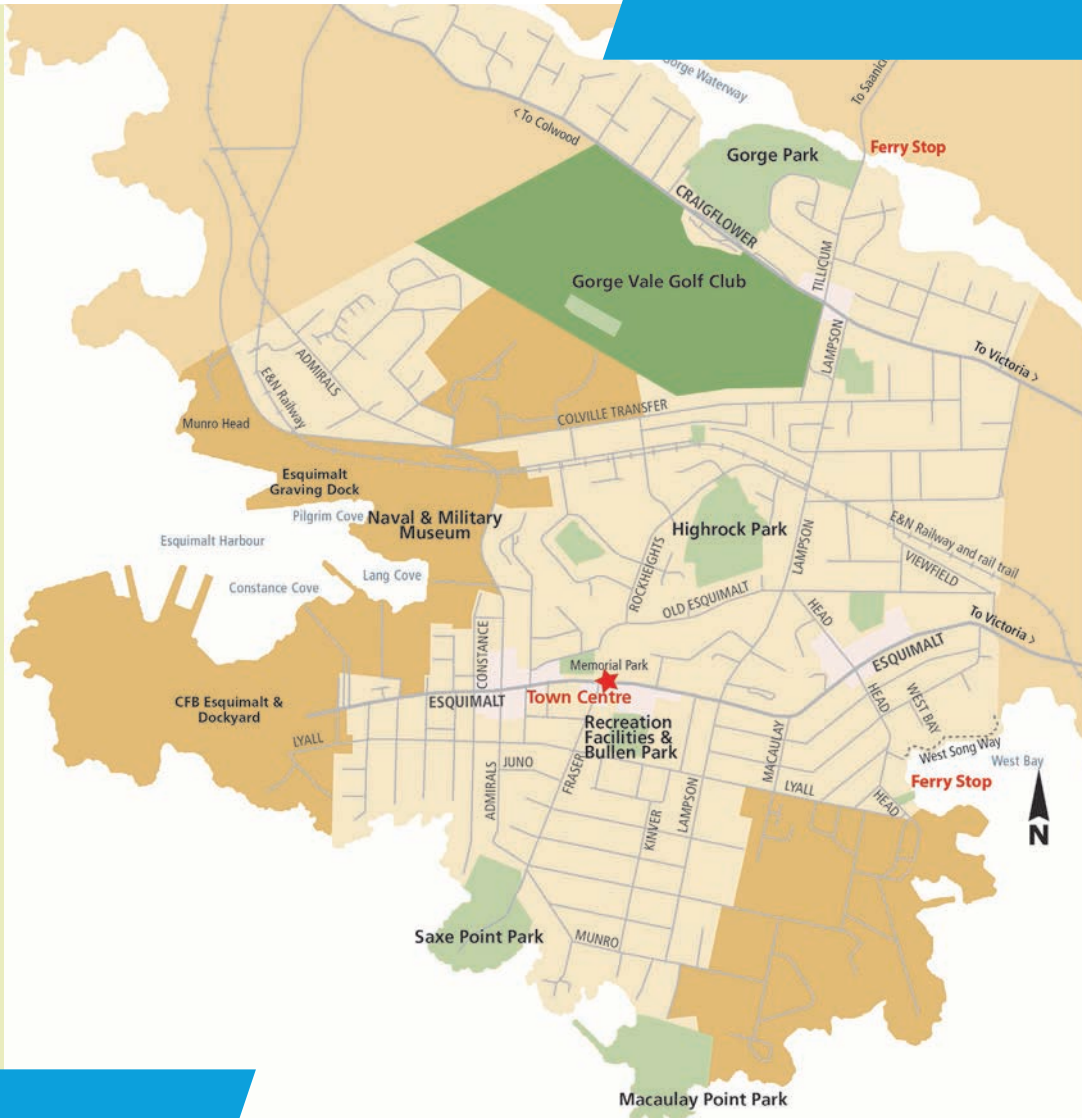 Gorge Waterway
To Saanich
< To Colwood
Gorge Park
Ferry Stop
CRAIGFLOWER
TILLICUM
Gorge Vale Golf Club
LAMPSON
To Victoria >
ADMIRALS
E&N Railway
COLVILLE TRANSFER
Munro Head
Esquimalt
Graving Dock
Pilgrim Cove
Naval & Military
Museum
Highrock Park
Esquimalt Harbour
E&N Railway and rail trail
LAMPSON
VIEWFIELD
ROCKHEIGHTS
Lang Cove
Constance Cove
OLD ESQUIMALT
HEAD
To Victoria >
CONSTANCE
ESQUIMALT
Memorial Park
CFB Esquimalt &
Dockyard
ESQUIMALT
Town Centre
HEAD
WEST BAY
Recreation
Facilities &
Bullen Park
LYALL
MACAULAY
West Song Way
West Bay
JUNO
FRASER
ADMIRALS
LYALL
Ferry Stop
HEAD
LAMPSON
KINVER
N
Saxe Point Park
MUNRO
Macaulay Point Park